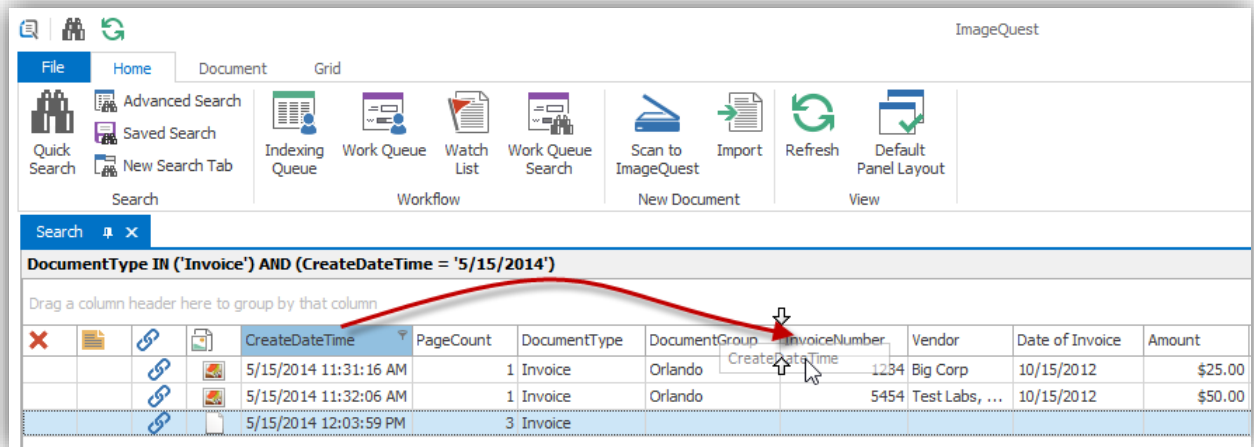 ImageQuest
File Home Document Grid
Quick Search
Advanced Search
Saved Search
New Search Tab
Indexing Queue
Work Queue
Watch List
Work Queue Search
Scan to ImageQuest
Import
Refresh
Default Panel Layout
Search Workflow New Document View
Search
DocumentType IN ('Invoice') AND (CreateDateTime = '5/15/2014')
Drag a column header here to group by that column
CreateDateTime PageCount DocumentType DocumentGroup InvoiceNumber Vendor Date of Invoice Amount
CreateDateTime
5/15/2014 11:31:16 AM 1 Invoice Orlando 1234 Big Corp 10/15/2012 $25.00
5/15/2014 11:32:06 AM 1 Invoice Orlando 5454 Test Labs, ... 10/15/2012 $50.00
5/15/2014 12:03:59 PM 3 Invoice